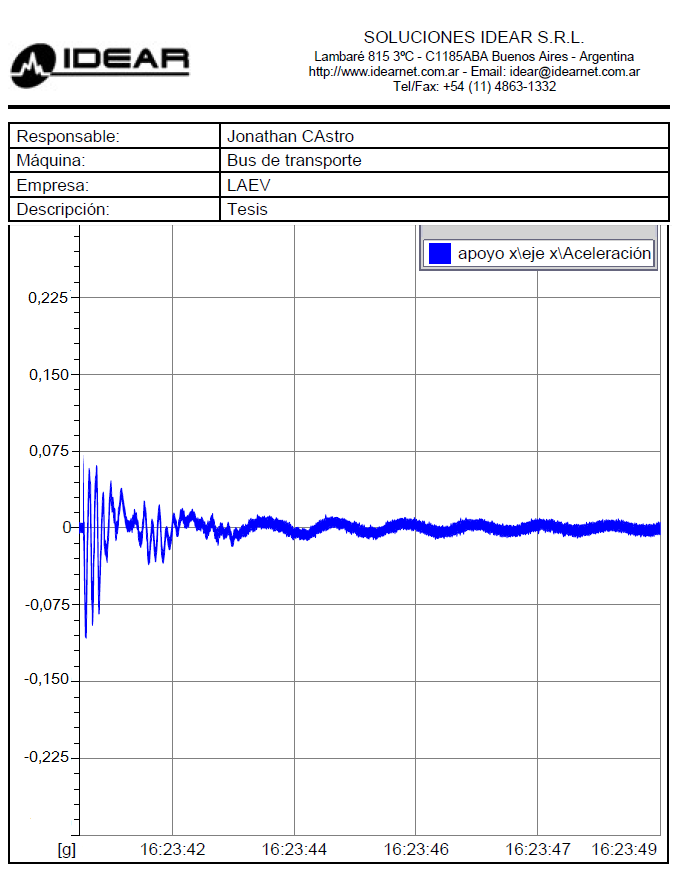 IDEAR
SOLUCIONES IDEAR S.R.L.
Lambaré 815 3ºC - C1185ABA Buenos Aires - Argentina
http://www.idearnet.com.ar - Email: idear@idearnet.com.ar
Tel/Fax: +54 (11) 4863-1332
Responsable: Jonathan CAstro
Máquina: Bus de transporte
Empresa: LAEV
Descripción: Tesis
apoyo x\eje x\Aceleración
0,225
0,150
0,075
0
-0,075
-0,150
-0,225
[g] 16:23:42 16:23:44 16:23:46 16:23:47 16:23:49